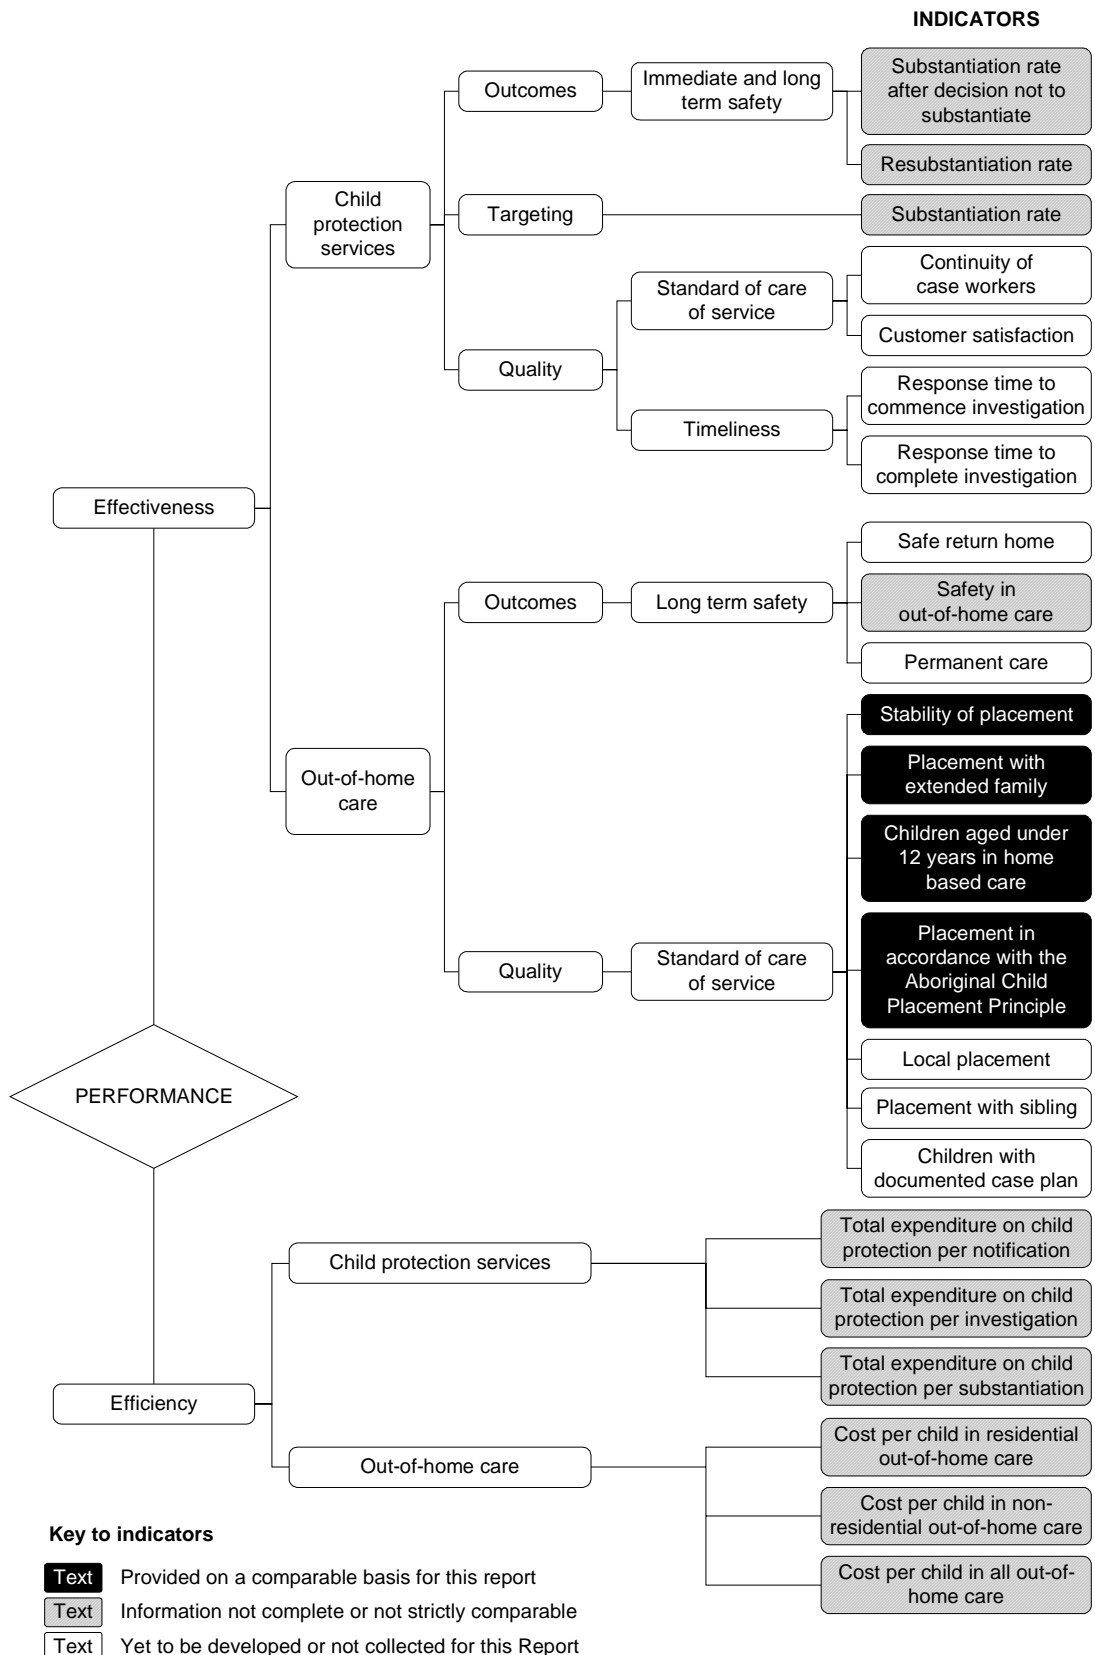 INDICATORS
Outcomes
Immediate and long
term safety
Substantiation rate
after decision not to
substantiate
Resubstantiation rate
Child
protection
services
Targeting
Substantiation rate
Quality
Standard of care
of service
Continuity of
case workers
Customer satisfaction
Timeliness
Response time to
commence investigation
Response time to
complete investigation
Effectiveness
Out-of-home
care
Outcomes
Long term safety
Safe return home
Safety in
out-of-home care
Permanent care
Quality
Standard of care
of service
Stability of placement
Placement with
extended family
Children aged under
12 years in home
based care
Placement in
accordance with the
Aboriginal Child
Placement Principle
Local placement
Placement with sibling
Children with
documented case plan
PERFORMANCE
Efficiency
Child protection services
Total expenditure on child
protection per notification
Total expenditure on child
protection per investigation
Total expenditure on child
protection per substantiation
Out-of-home care
Cost per child in residential
out-of-home care
Cost per child in non-
residential out-of-home care
Cost per child in all out-of-
home care
Key to indicators
Text Provided on a comparable basis for this report
Text Information not complete or not strictly comparable
Text Yet to be developed or not collected for this Report